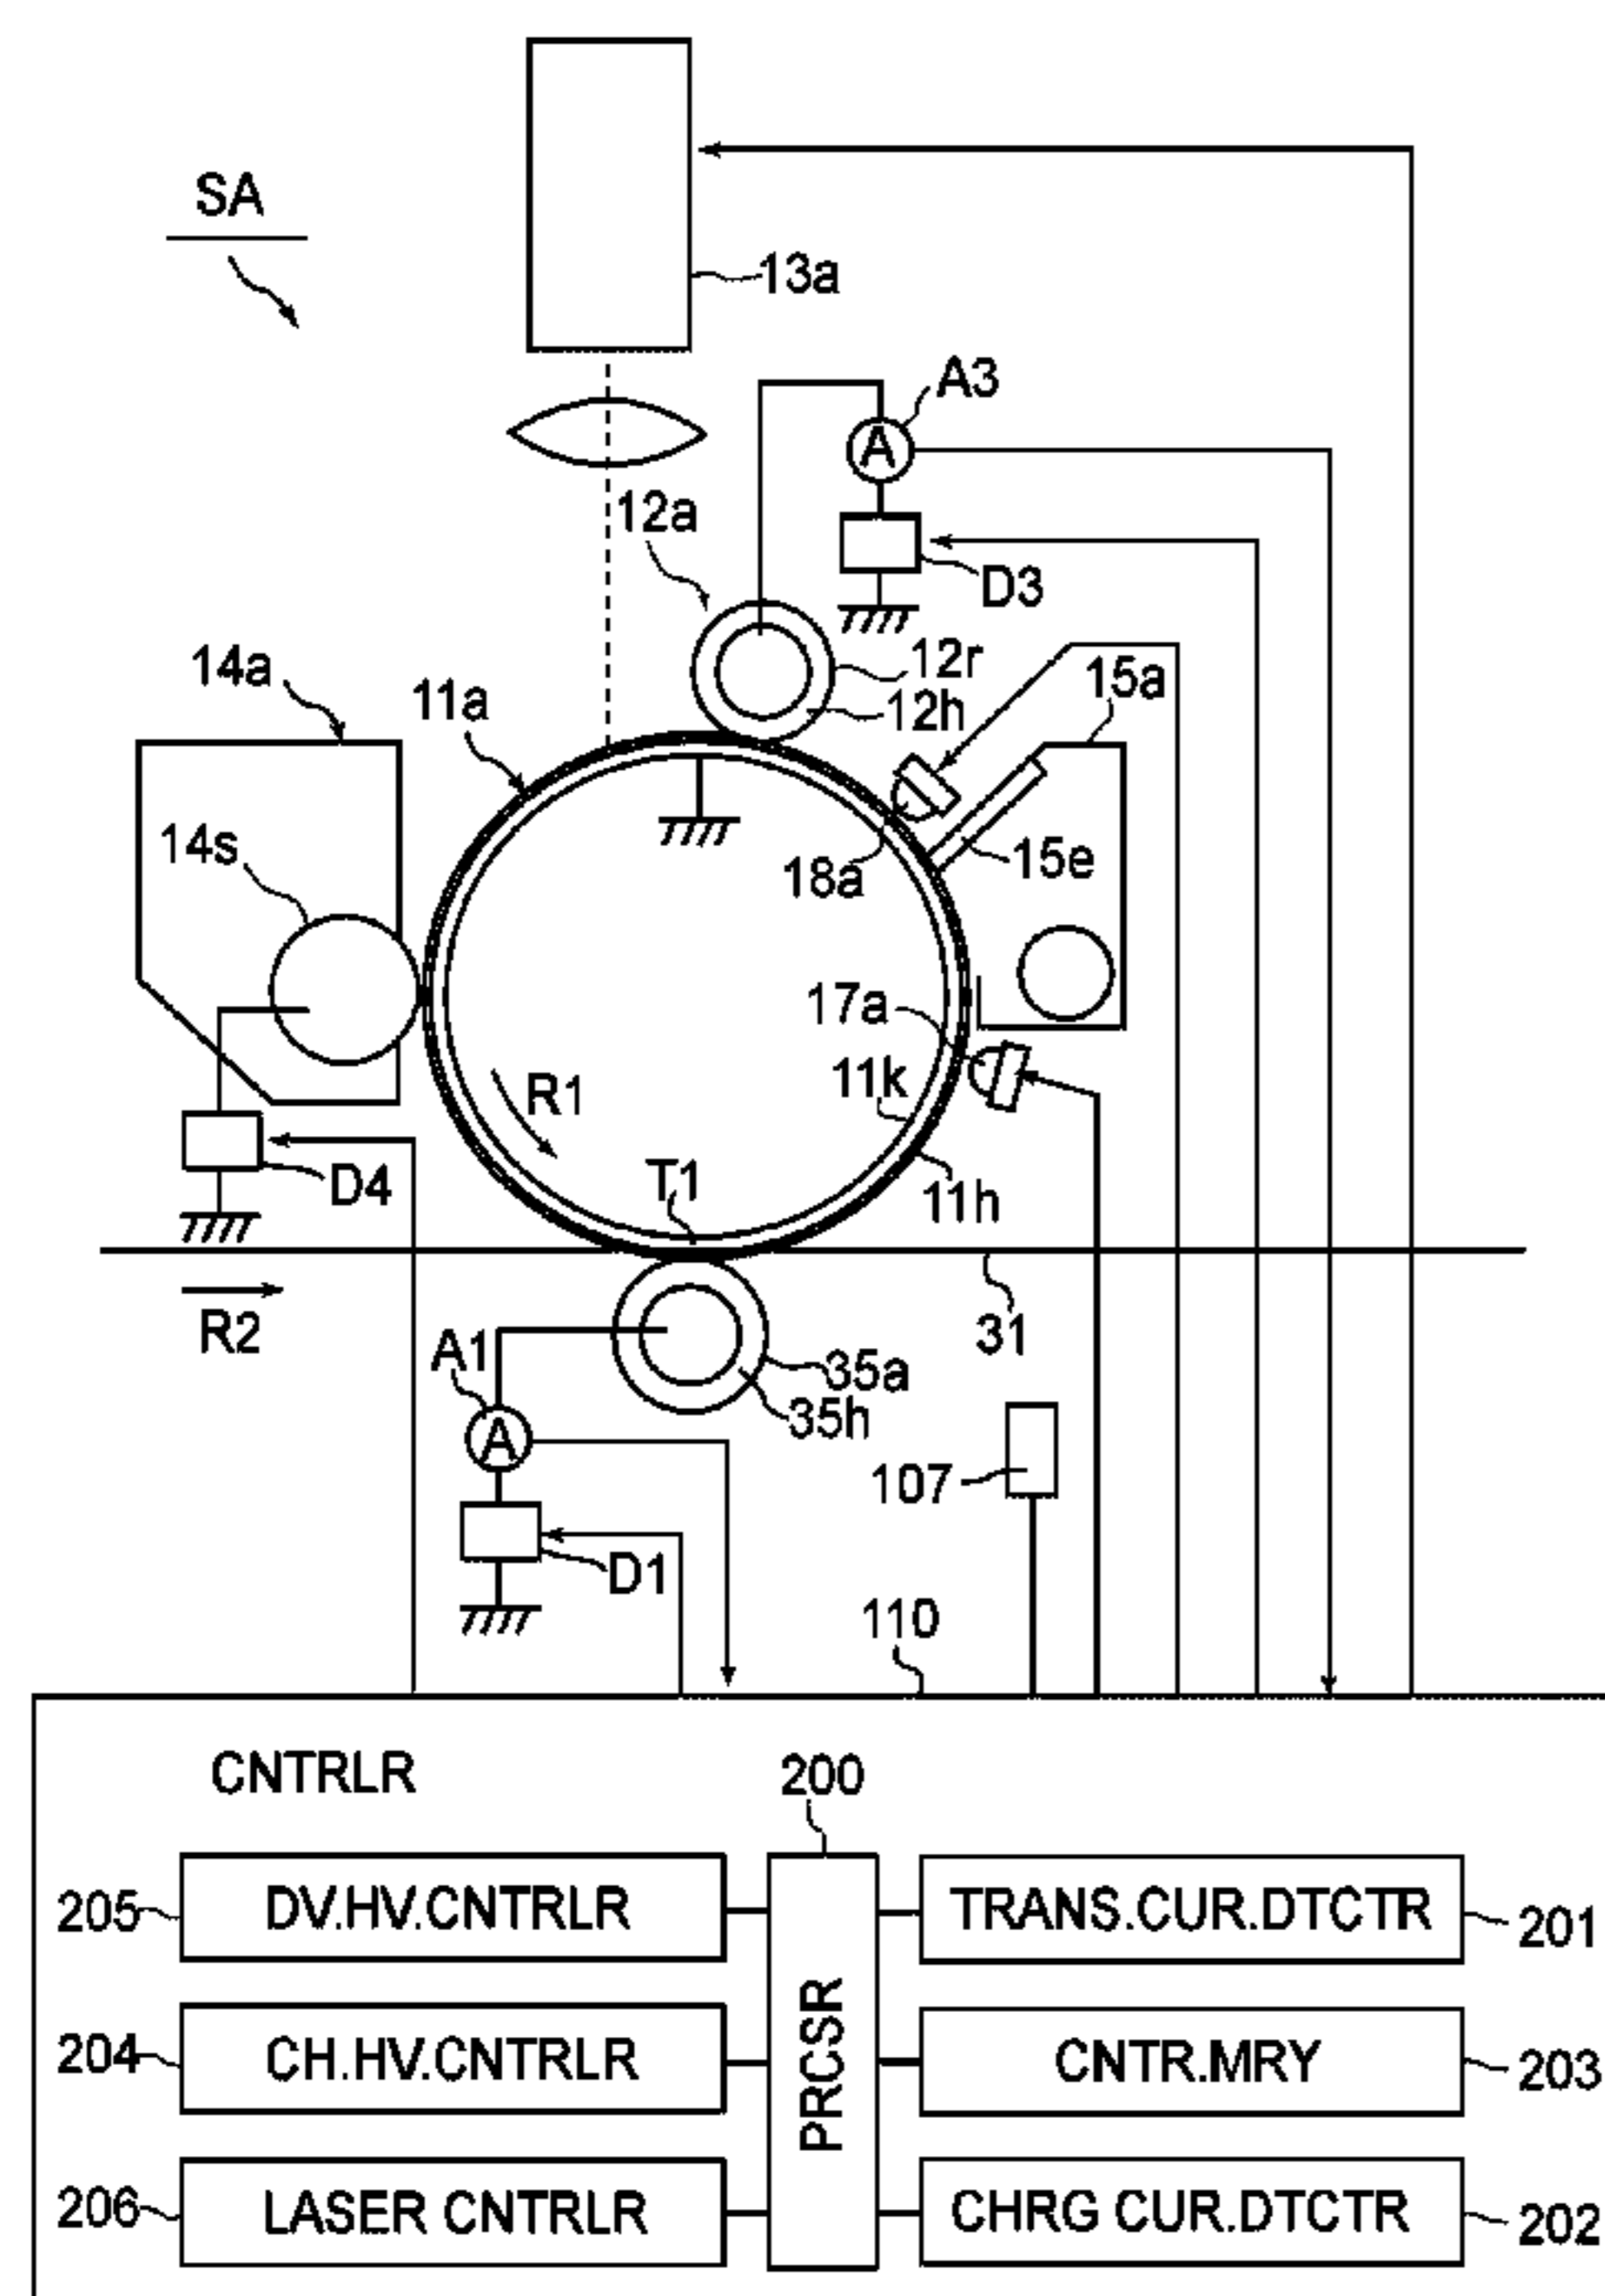 SA
13a
A3
A
12a
D3
12r
12h
14a
11a
15a
14s
18a
15e
17a
11k
R1
T1
11h
D4
R2
31
A1
35a
35h
A
107
D1
110
CNTRLR
200
205
DV.HV.CNTRLR
TRANS.CUR.DTCTR
201
204
CH.HV.CNTRLR
PRCSR
CNTR.MRY
203
206
LASER CNTRLR
CHRG CUR.DTCTR
202